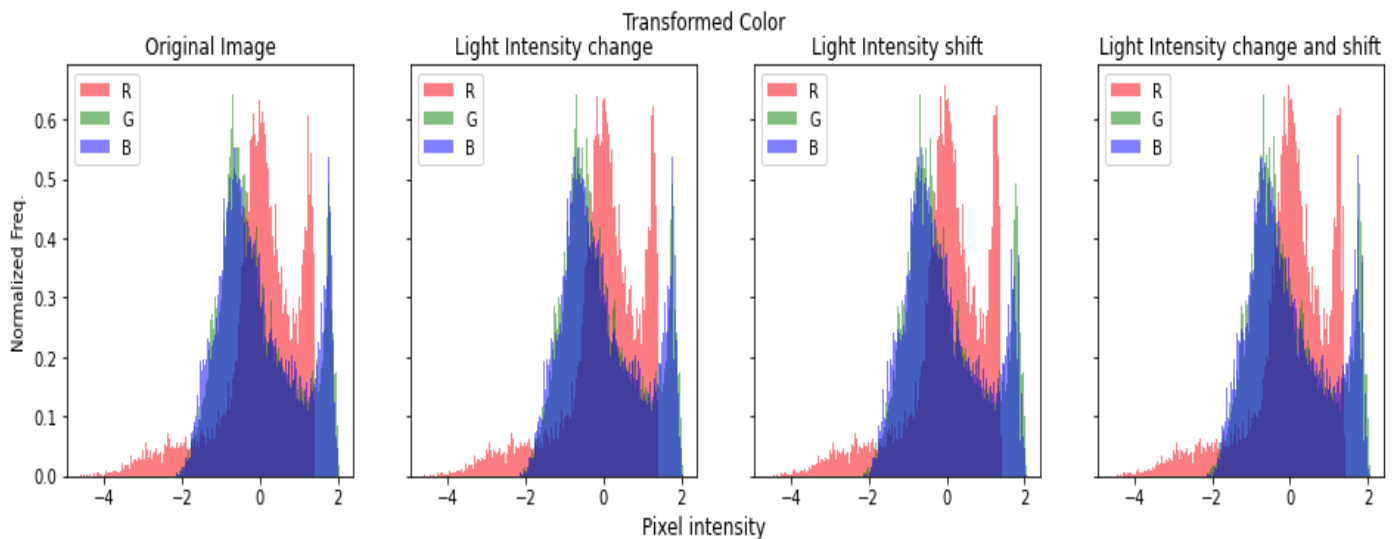 Transformed Color
Original Image
Light Intensity change
Light Intensity shift
Light Intensity change and shift
Normalized Freq.
0.6
0.5
0.4
0.3
0.2
0.1
0.0
R
G
B
R
G
B
R
G
B
R
G
B
−4 −2 0 2
−4 −2 0 2
−4 −2 0 2
−4 −2 0 2
Pixel intensity